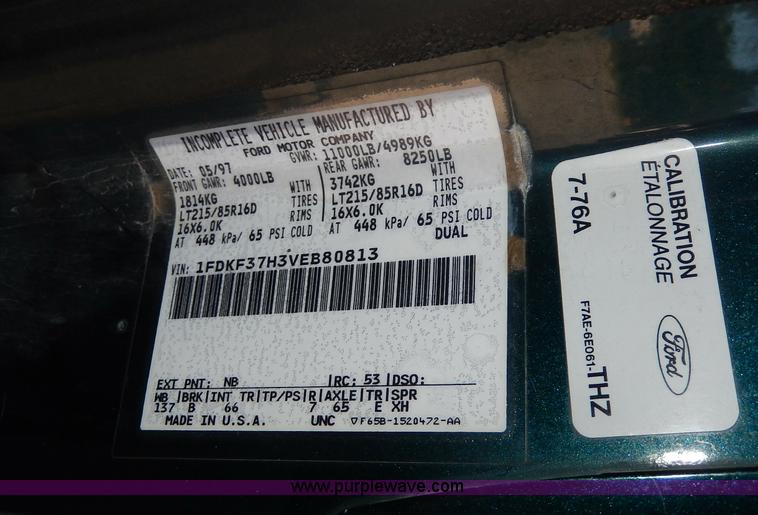 INCOMPLETE VEHICLE MANUFACTURED BY
FORD MOTOR COMPANY
DATE: 05/97 GVWR: 11000LB/4989KG
FRONT GAWR: 4000LB REAR GAWR: 8250LB
1814KG WITH 3742KG WITH
LT215/85R16D TIRES LT215/85R16D TIRES
16X6.0K RIMS 16X6.0K RIMS
AT 448 kPa/ 65 PSI COLD AT 448 kPa/ 65 PSI COLD
DUAL
VIN: 1FDKF37H3VEB80813
EXT PNT: NB |RC: 53 |DSO:
WB |BRK|INT TR|TP/PS|R |AXLE|TR|SPR
137 B 66 7 65 E XH
MADE IN U.S.A. UNC ▽F65B-1520472-AA
CALIBRATION
ÉTALONNAGE
7-76A
Ford
F7AE-6E061-THZ
www.purplewave.com